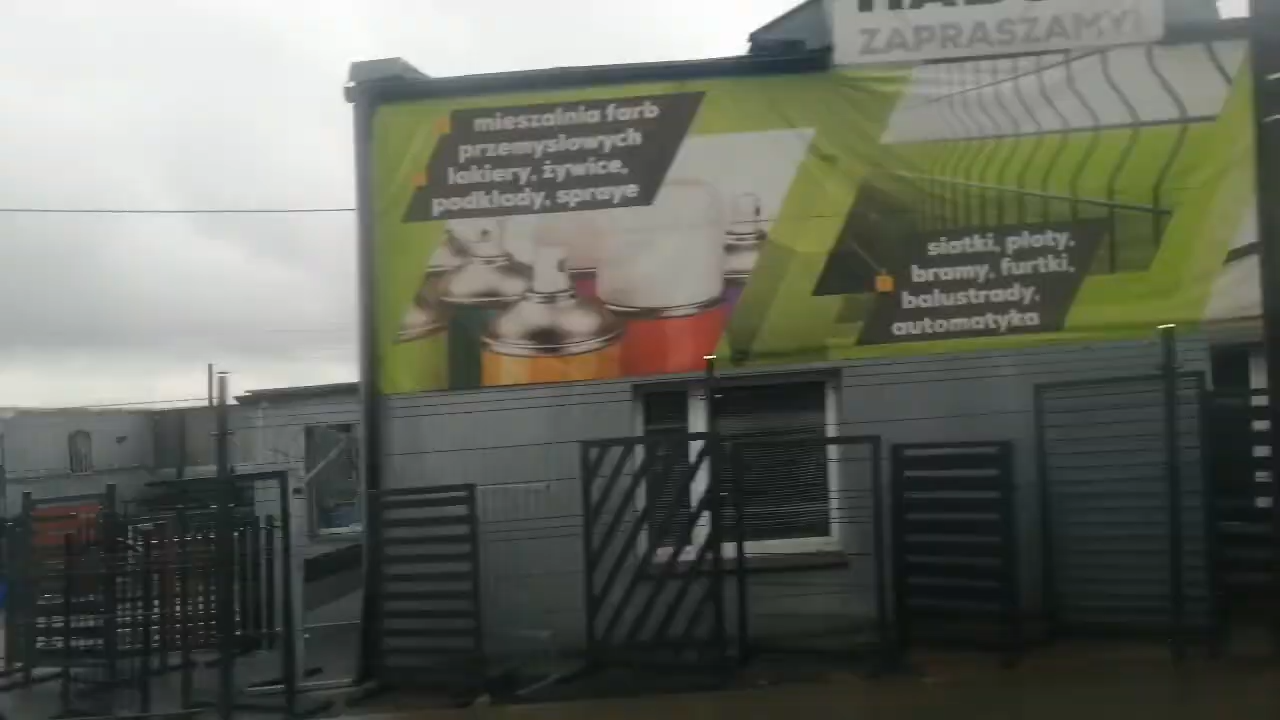 ZAPRASZAMY!
mieszalnia farb
przemysłowych
lakiery, żywice,
podkłady, spraye
siatki, płoty,
bramy, furtki,
balustrady,
automatyka